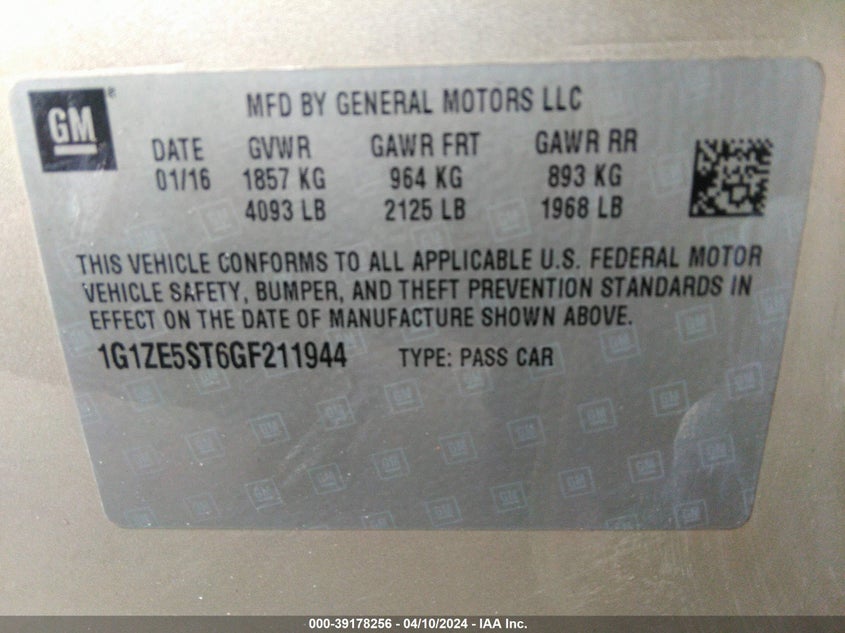 GM®
MFD BY GENERAL MOTORS LLC
DATE GVWR GAWR FRT GAWR RR
01/16 1857 KG 964 KG 893 KG
4093 LB 2125 LB 1968 LB
THIS VEHICLE CONFORMS TO ALL APPLICABLE U.S. FEDERAL MOTOR
VEHICLE SAFETY, BUMPER, AND THEFT PREVENTION STANDARDS IN
EFFECT ON THE DATE OF MANUFACTURE SHOWN ABOVE.
1G1ZE5ST6GF211944 TYPE: PASS CAR
000-39178256 - 04/10/2024 - IAA Inc.